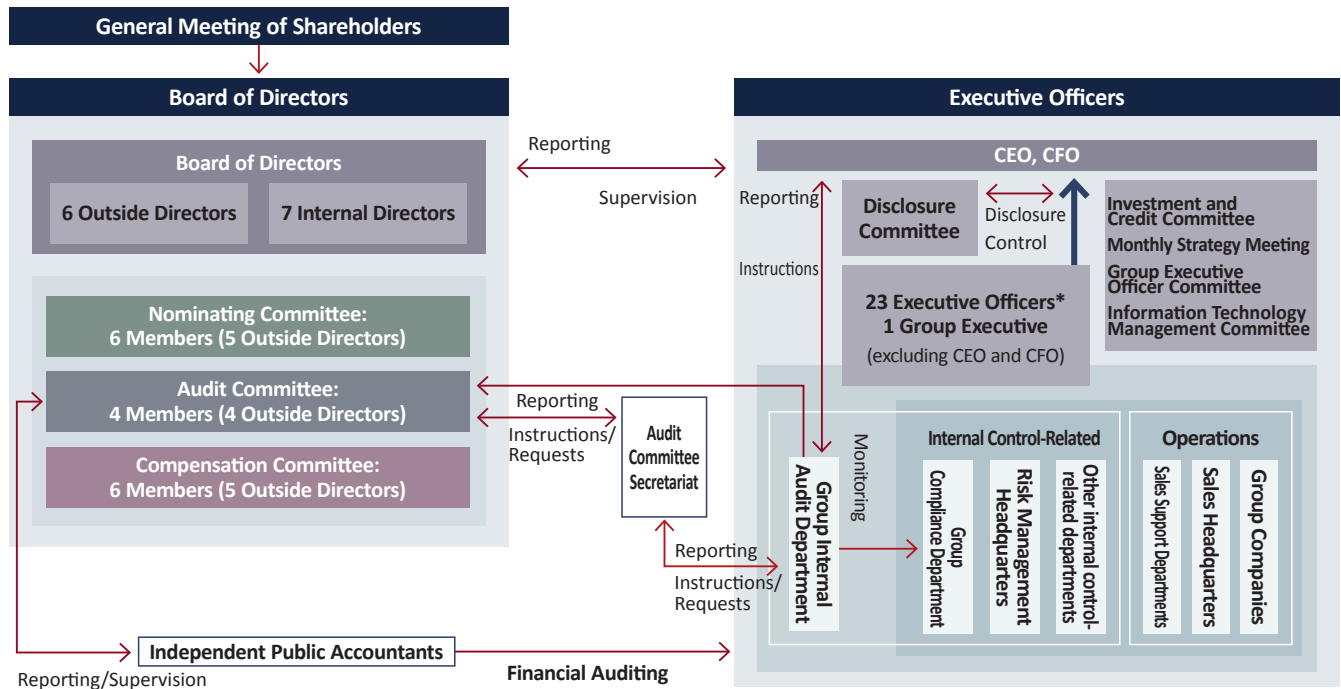 General Meeting of Shareholders
Board of Directors
Board of Directors
6 Outside Directors
7 Internal Directors
Nominating Committee:
6 Members (5 Outside Directors)
Audit Committee:
4 Members (4 Outside Directors)
Compensation Committee:
6 Members (5 Outside Directors)
Reporting
Supervision
Reporting
Instructions/
Requests
Audit
Committee
Secretariat
Reporting
Instructions/
Requests
Independent Public Accountants
Reporting/Supervision
Financial Auditing
Executive Officers
CEO, CFO
Reporting
Instructions
Disclosure
Committee
Disclosure
Control
23 Executive Officers*
1 Group Executive
(excluding CEO and CFO)
Investment and
Credit Committee
Monthly Strategy Meeting
Group Executive
Officer Committee
Information Technology
Management Committee
Group Internal
Audit Department
Monitoring
Internal Control-Related
Group
Compliance Department
Risk Management
Headquarters
Other internal control-
related departments
Operations
Sales Support Departments
Sales Headquarters
Group Companies